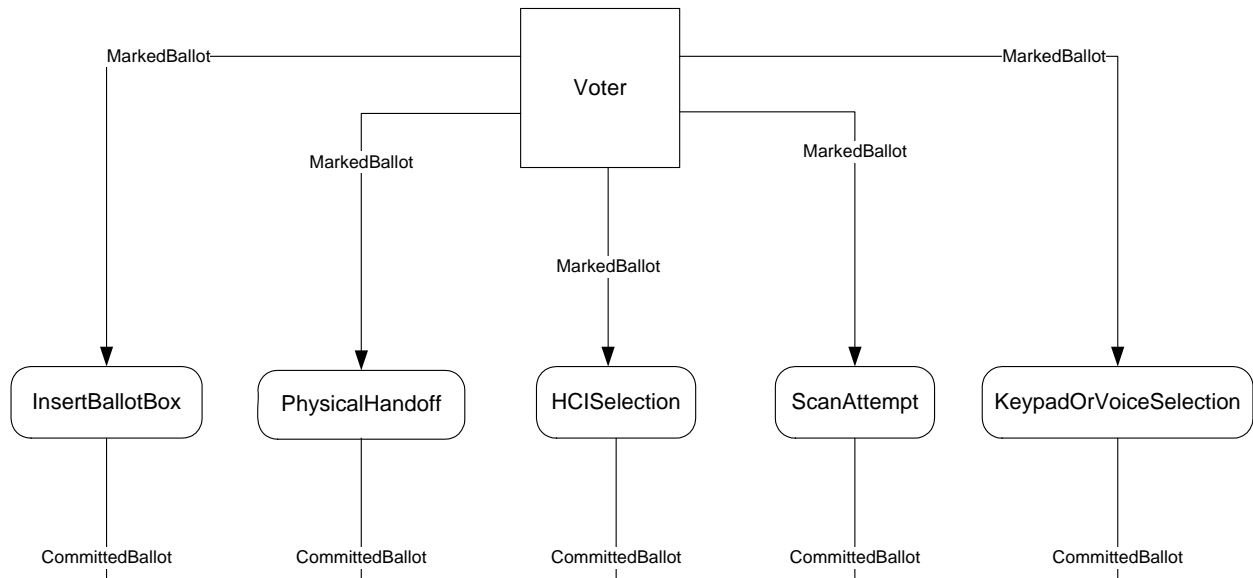 MarkedBallot
MarkedBallot
Voter
MarkedBallot
MarkedBallot
MarkedBallot
InsertBallotBox
PhysicalHandoff
HCISelection
ScanAttempt
KeypadOrVoiceSelection
CommittedBallot
CommittedBallot
CommittedBallot
CommittedBallot
CommittedBallot